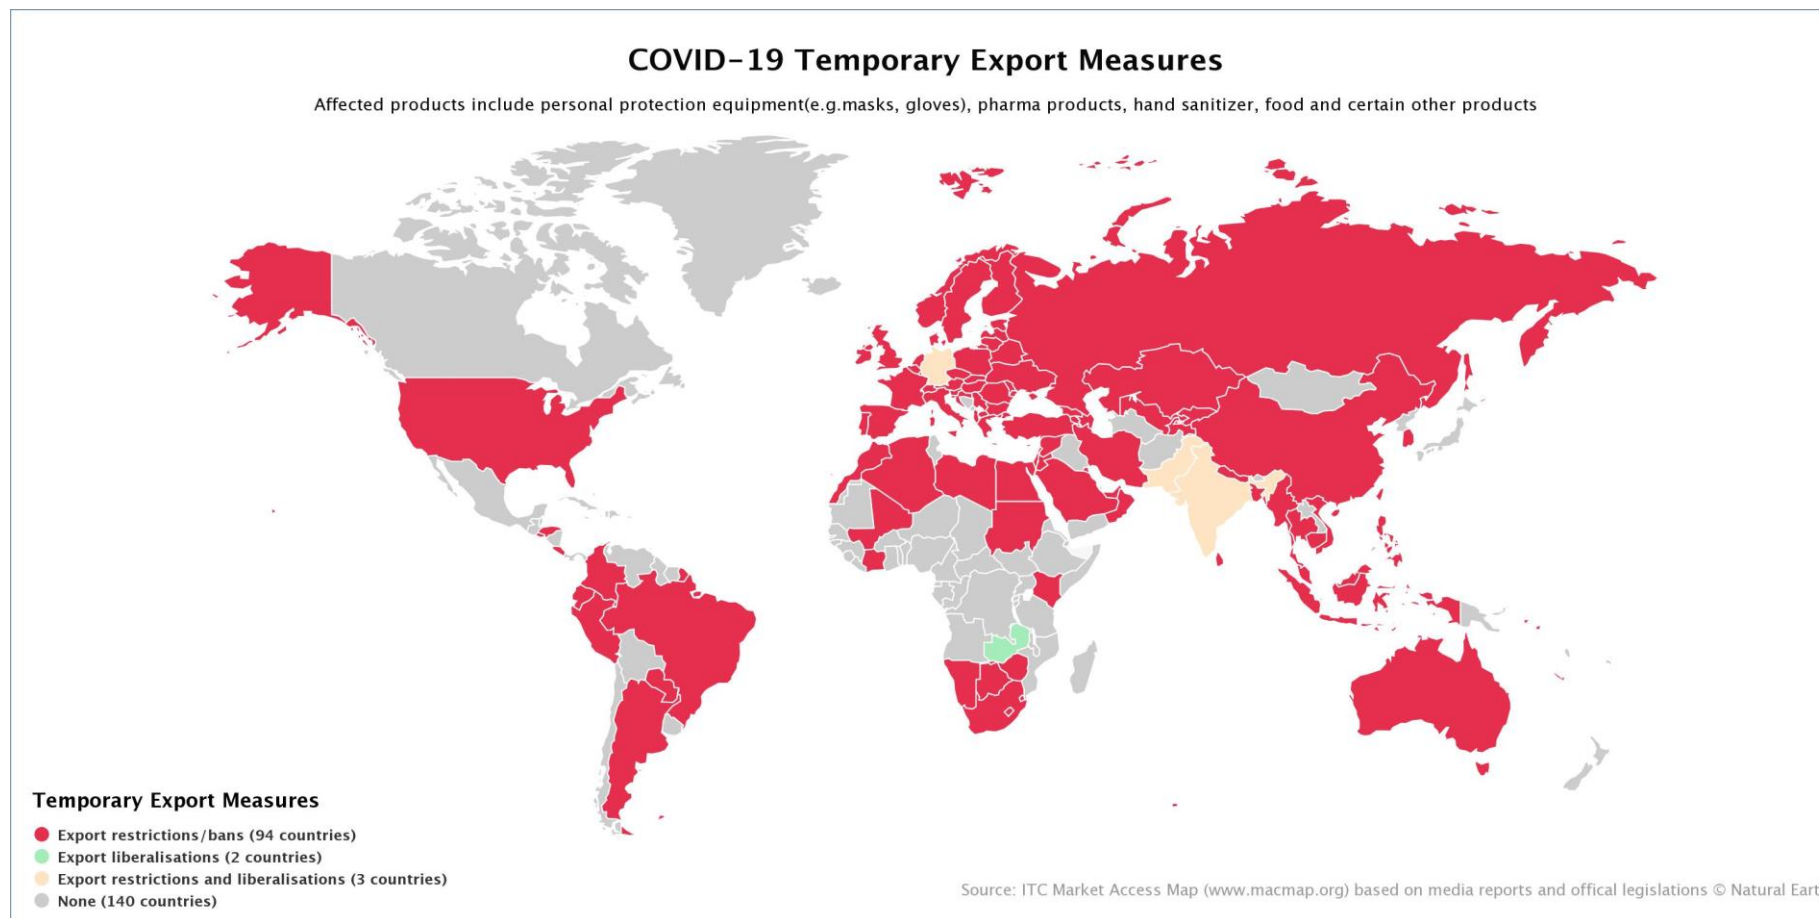 COVID-19 Temporary Export Measures
Affected products include personal protection equipment(e.g.masks, gloves), pharma products, hand sanitizer, food and certain other products
Temporary Export Measures
Export restrictions/bans (94 countries)
Export liberalisations (2 countries)
Export restrictions and liberalisations (3 countries)
None (140 countries)
Source: ITC Market Access Map (www.macmap.org) based on media reports and offical legislations © Natural Eart